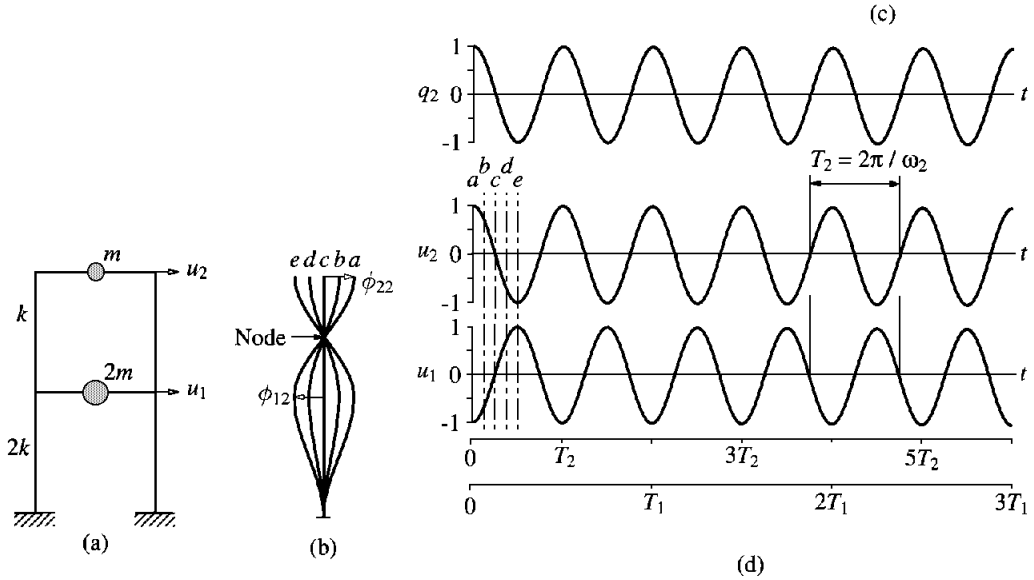 (c)
1
q2 0 t
-1
T2 = 2π / ω2
a b c d e
1
u2 0 t
-1
1
u1 0 t
-1
0 T2 3T2 5T2
0 T1 2T1 3T1
(d)
m
u2
k
2m
u1
2k
(a)
e d c b a
ϕ22
Node
ϕ12
(b)